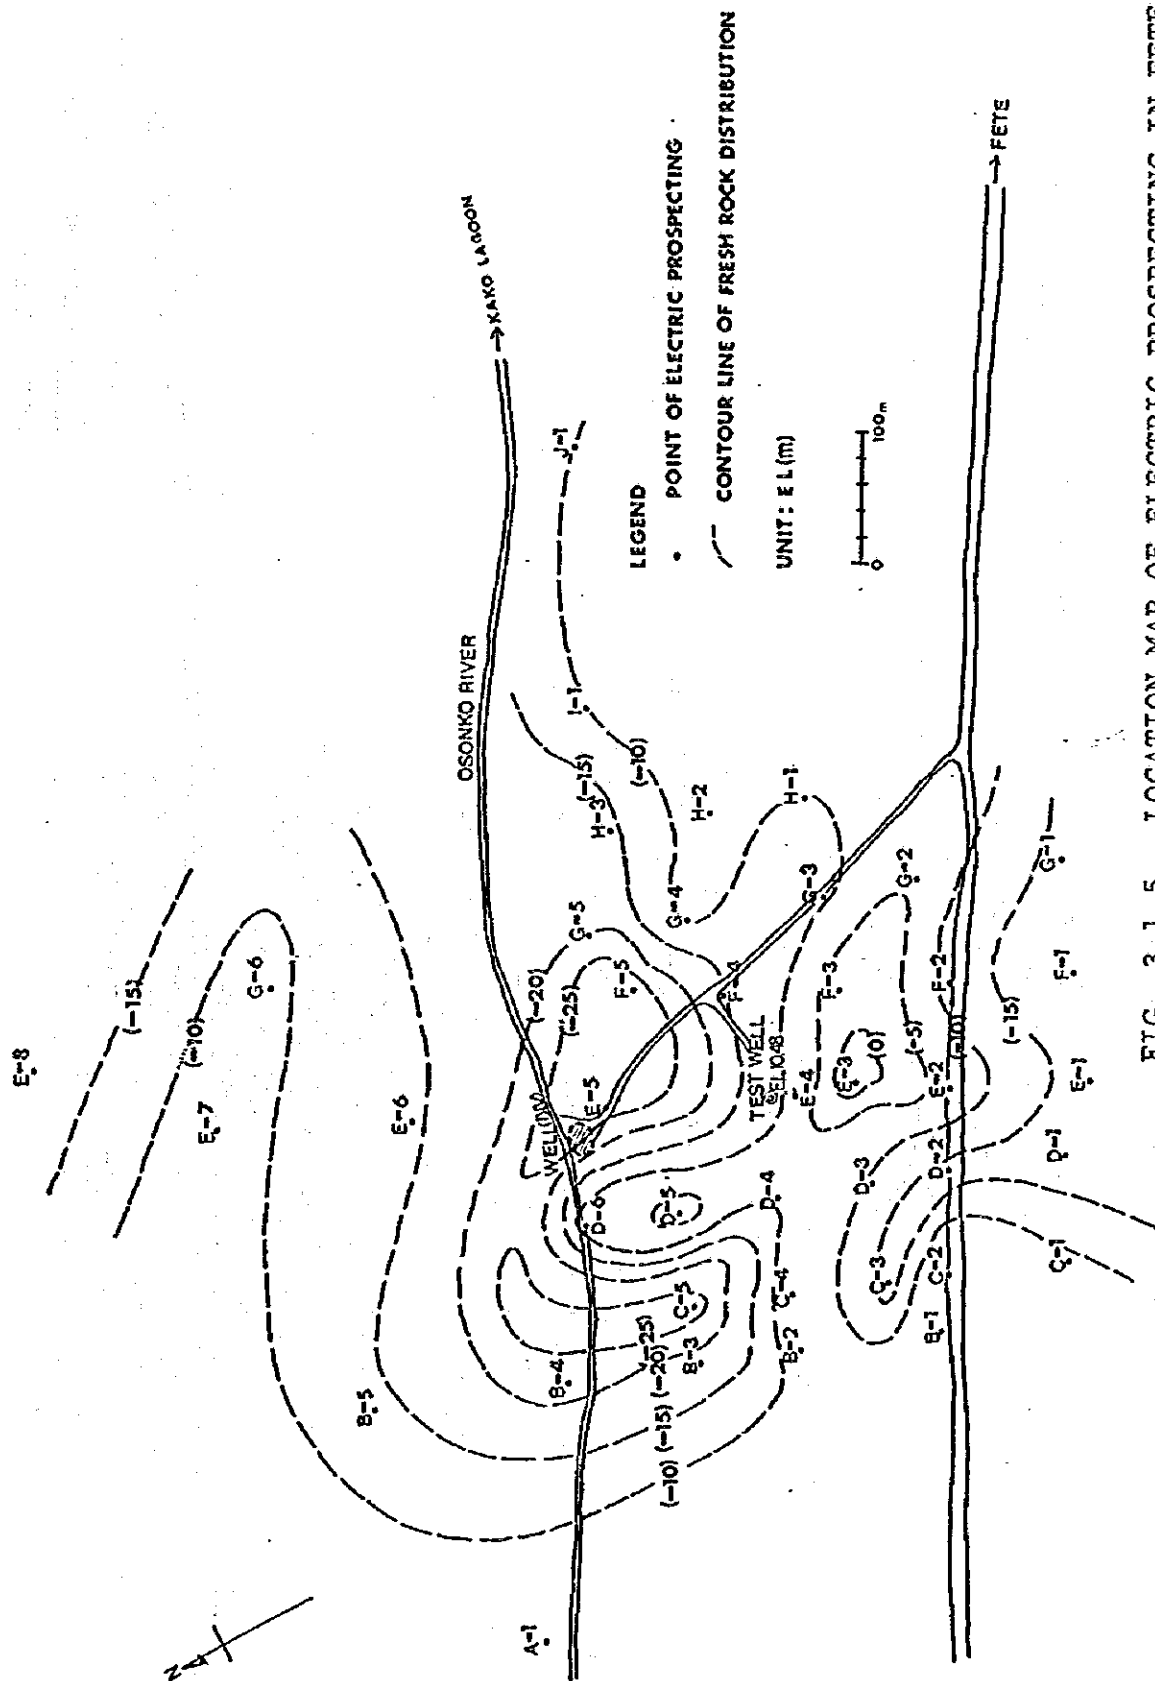 E-8
(-15)
G-6
(-10)
E-7
E-6
B-5
OSONKO RIVER
→KAKO LAGOON
J-1
I-1
(-15)
H-3
(-10)
H-2
H-1
G-5
G-4
G-3
G-2
G-1
(-20)
(-25)
F-5
F-4
F-3
F-2
F-1
E-5
TEST WELL
E-4
E-3
(0)
(-5)
E-2
(-10)
(-15)
E-1
D-6
D-5
D-4
D-3
D-2
D-1
B-4
C-5
(-25)
(-20)
B-3
(-15)
(-10)
C-4
B-2
C-3
C-2
B-1
C-1
A-1
N
→FETE
LEGEND
• POINT OF ELECTRIC PROSPECTING
CONTOUR LINE OF FRESH ROCK DISTRIBUTION
UNIT: EL(m)
0 100m
FIG. 3.1.5 LOCATION MAP OF ELECTRIC PROSPECTING IN FETE